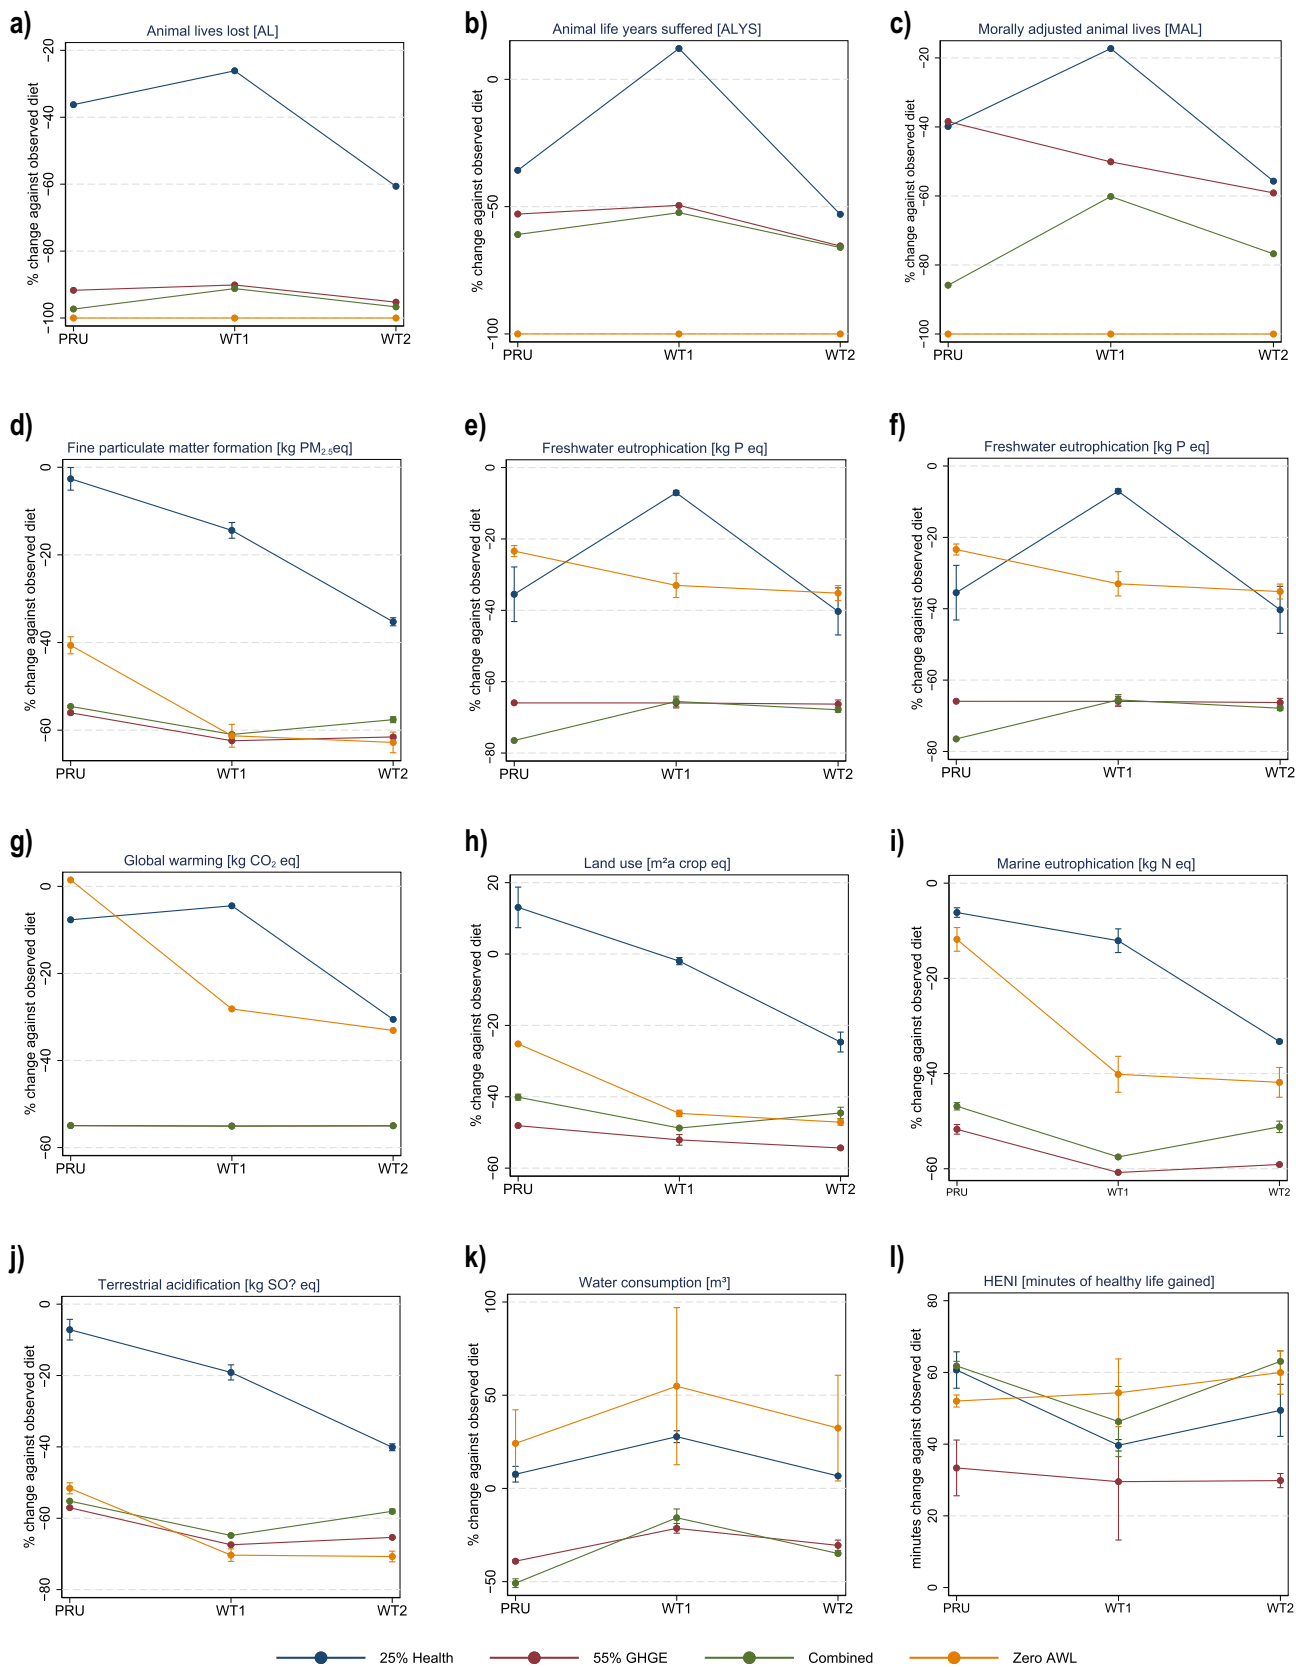 a)
Animal lives lost [AL]
% change against observed diet
−20
−40
−60
−80
−100
PRU WT1 WT2
b)
Animal life years suffered [ALYS]
% change against observed diet
0
−50
−100
PRU WT1 WT2
c)
Morally adjusted animal lives [MAL]
% change against observed diet
−20
−40
−60
−80
−100
PRU WT1 WT2
d)
Fine particulate matter formation [kg PM₂.₅eq]
% change against observed diet
0
−20
−40
−60
PRU WT1 WT2
e)
Freshwater eutrophication [kg P eq]
% change against observed diet
0
−20
−40
−60
−80
PRU WT1 WT2
f)
Freshwater eutrophication [kg P eq]
% change against observed diet
0
−20
−40
−60
−80
PRU WT1 WT2
g)
Global warming [kg CO₂ eq]
% change against observed diet
0
−20
−40
−60
PRU WT1 WT2
h)
Land use [m²a crop eq]
% change against observed diet
20
0
−20
−40
−60
PRU WT1 WT2
i)
Marine eutrophication [kg N eq]
% change against observed diet
0
−20
−40
−60
PRU WT1 WT2
j)
Terrestrial acidification [kg SO? eq]
% change against observed diet
0
−20
−40
−60
−80
PRU WT1 WT2
k)
Water consumption [m³]
% change against observed diet
100
50
0
−50
PRU WT1 WT2
l)
HENI [minutes of healthy life gained]
minutes change against observed diet
80
60
40
20
0
PRU WT1 WT2
25% Health 55% GHGE Combined Zero AWL